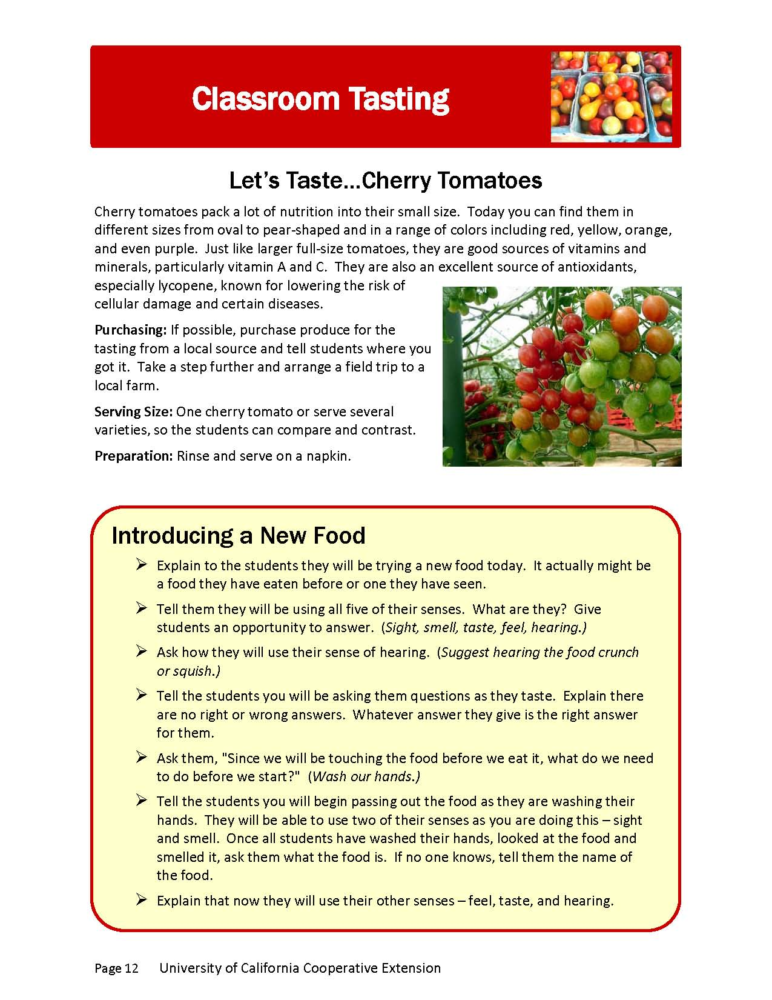 Classroom Tasting
Let's Taste…Cherry Tomatoes
Cherry tomatoes pack a lot of nutrition into their small size.  Today you can find them in
different sizes from oval to pear-shaped and in a range of colors including red, yellow, orange,
and even purple.  Just like larger full-size tomatoes, they are good sources of vitamins and
minerals, particularly vitamin A and C.  They are also an excellent source of antioxidants,
especially lycopene, known for lowering the risk of
cellular damage and certain diseases.
Purchasing: If possible, purchase produce for the
tasting from a local source and tell students where you
got it.  Take a step further and arrange a field trip to a
local farm.
Serving Size: One cherry tomato or serve several
varieties, so the students can compare and contrast.
Preparation: Rinse and serve on a napkin.
Introducing a New Food
➢ Explain to the students they will be trying a new food today.  It actually might be
a food they have eaten before or one they have seen.
➢ Tell them they will be using all five of their senses.  What are they?  Give
students an opportunity to answer.  (Sight, smell, taste, feel, hearing.)
➢ Ask how they will use their sense of hearing.  (Suggest hearing the food crunch
or squish.)
➢ Tell the students you will be asking them questions as they taste.  Explain there
are no right or wrong answers.  Whatever answer they give is the right answer
for them.
➢ Ask them, "Since we will be touching the food before we eat it, what do we need
to do before we start?"  (Wash our hands.)
➢ Tell the students you will begin passing out the food as they are washing their
hands.  They will be able to use two of their senses as you are doing this – sight
and smell.  Once all students have washed their hands, looked at the food and
smelled it, ask them what the food is.  If no one knows, tell them the name of
the food.
➢ Explain that now they will use their other senses – feel, taste, and hearing.
Page 12 University of California Cooperative Extension